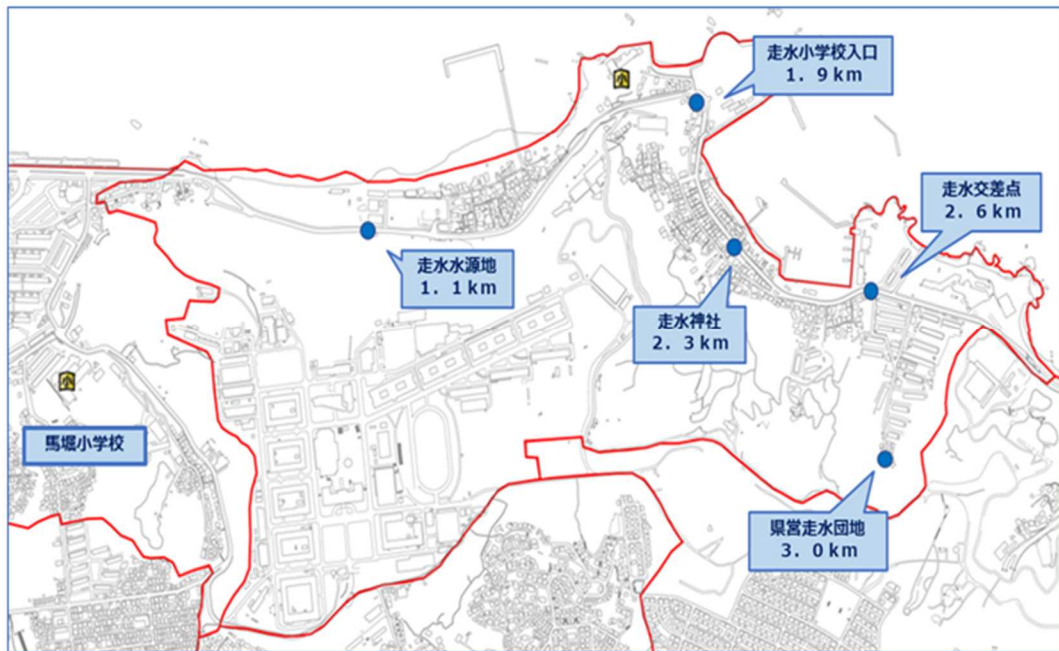 走水小学校入口
1.9km
走水交差点
2.6km
走水水源地
1.1km
走水神社
2.3km
馬堀小学校
県営走水団地
3.0km